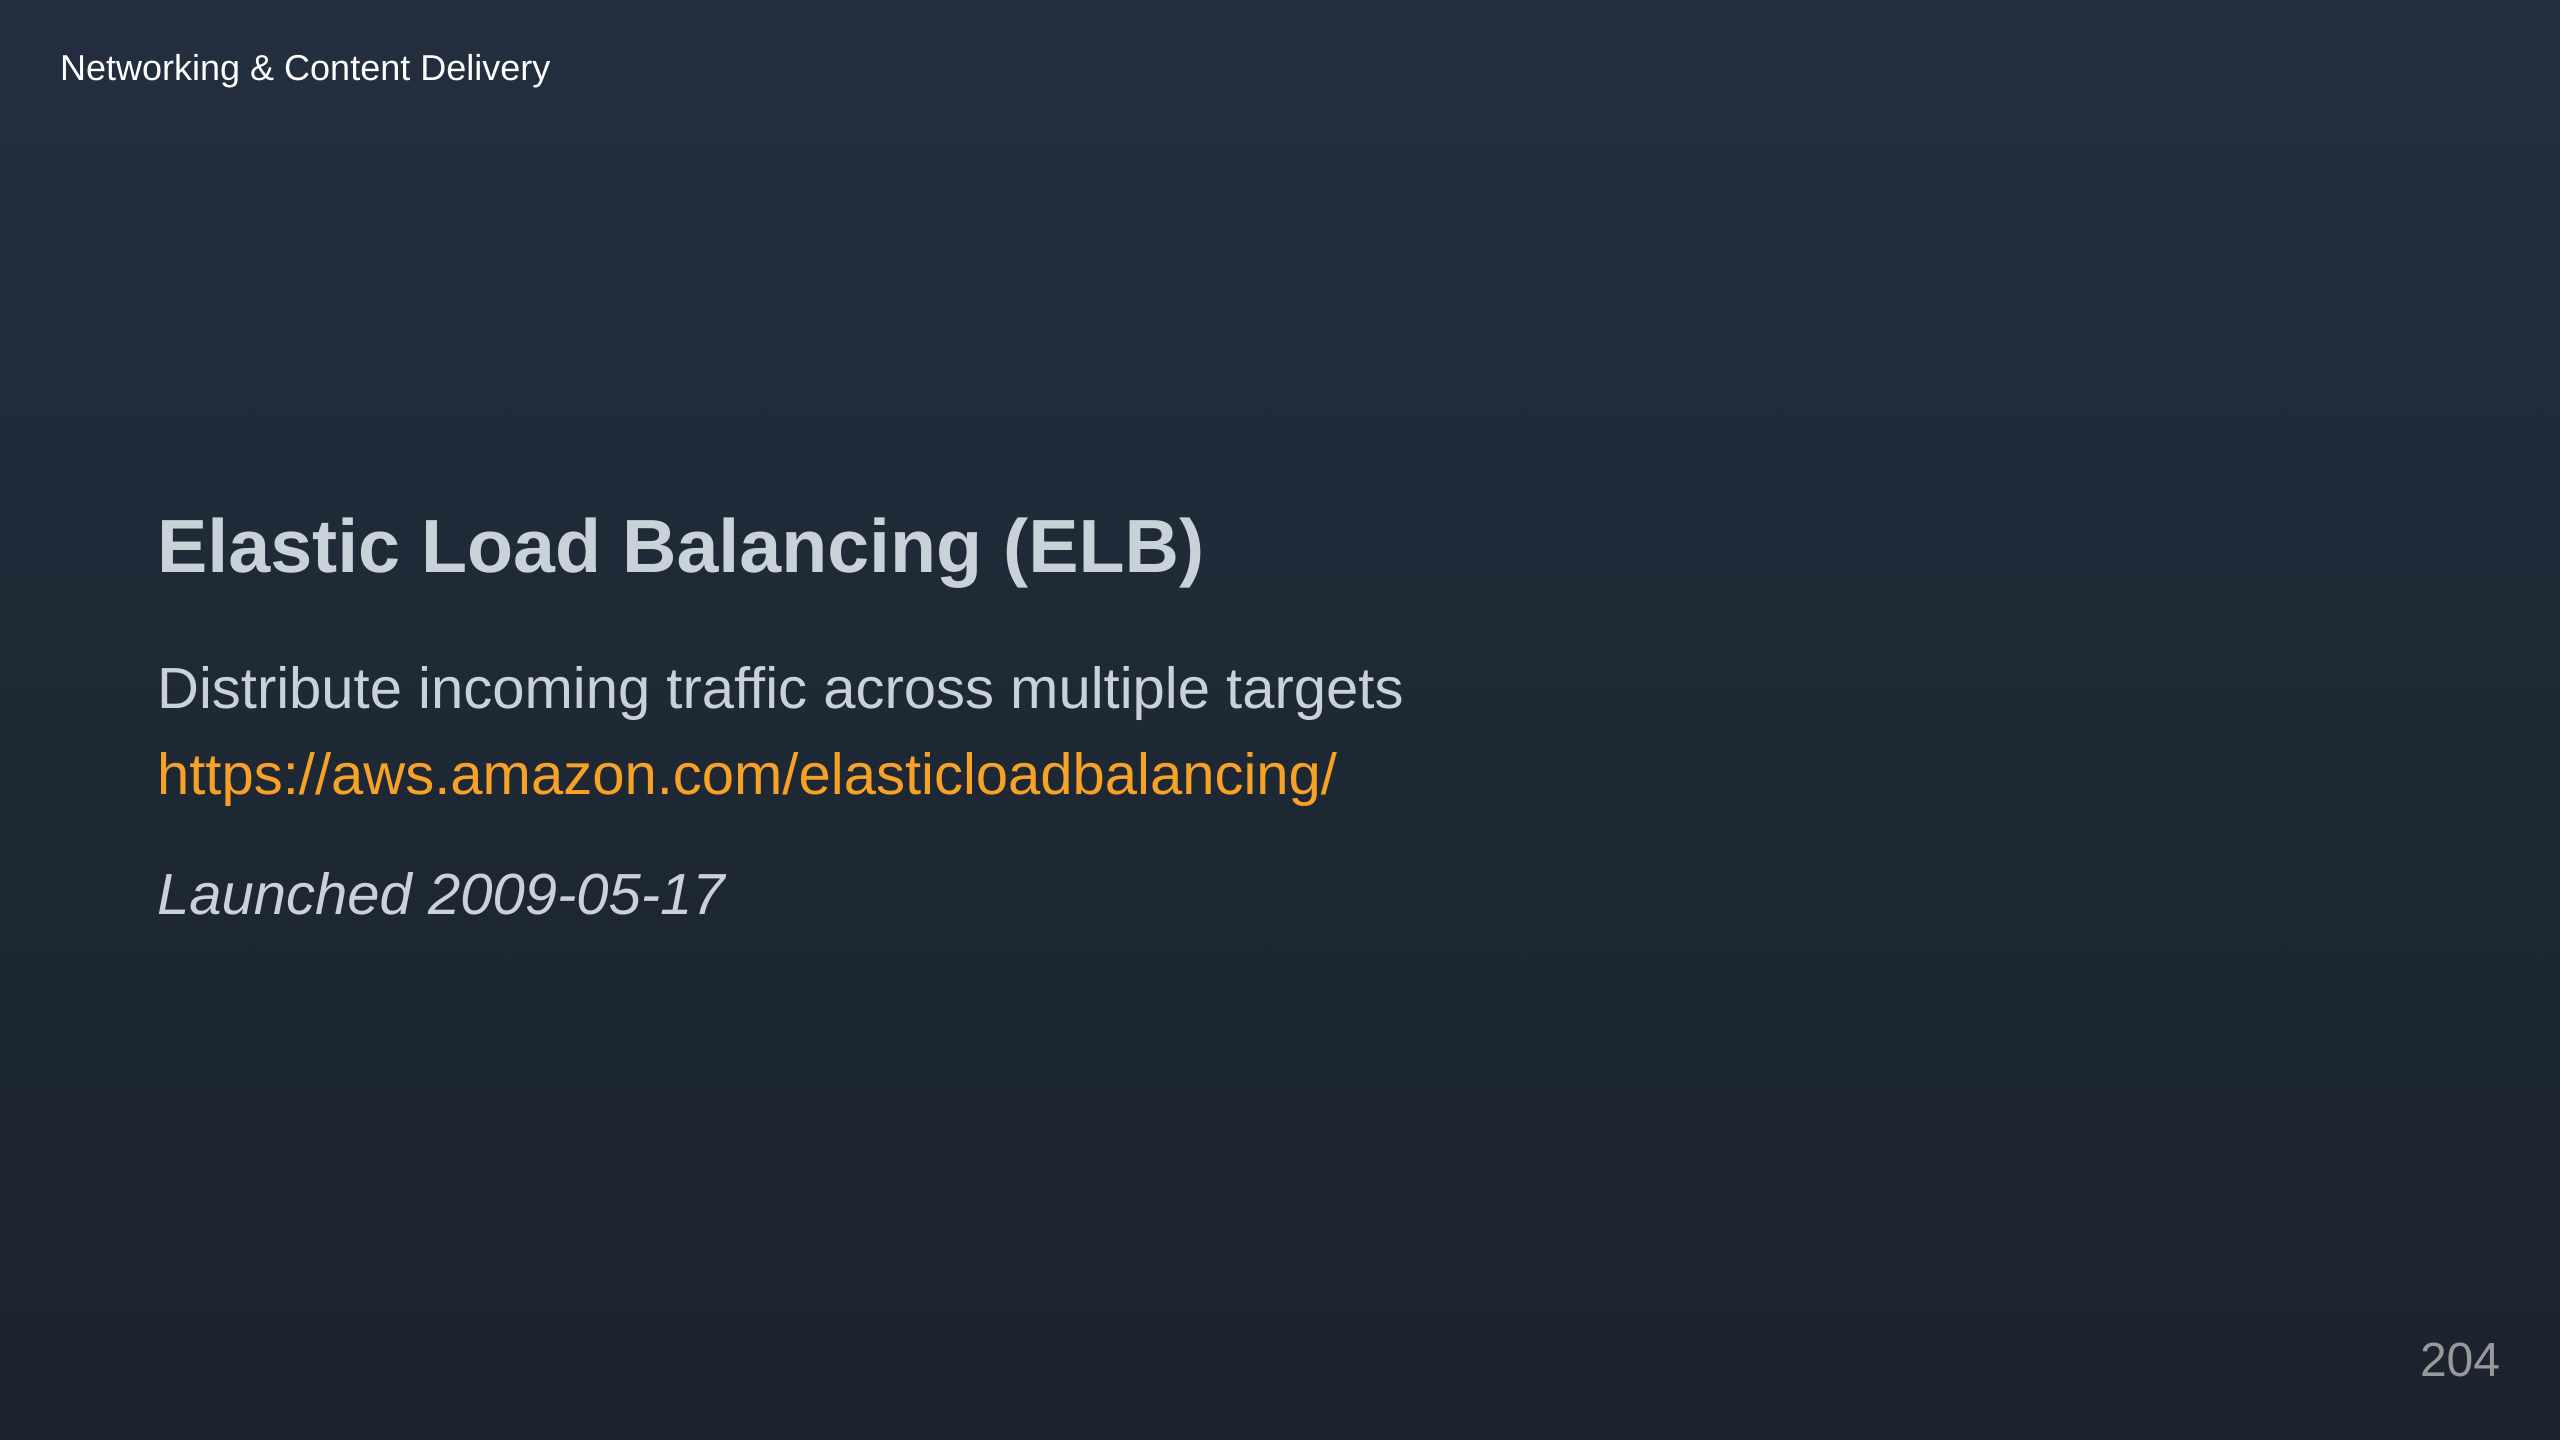 Networking & Content Delivery
Elastic Load Balancing (ELB)
Distribute incoming traffic across multiple targets
https://aws.amazon.com/elasticloadbalancing/
Launched 2009-05-17
204